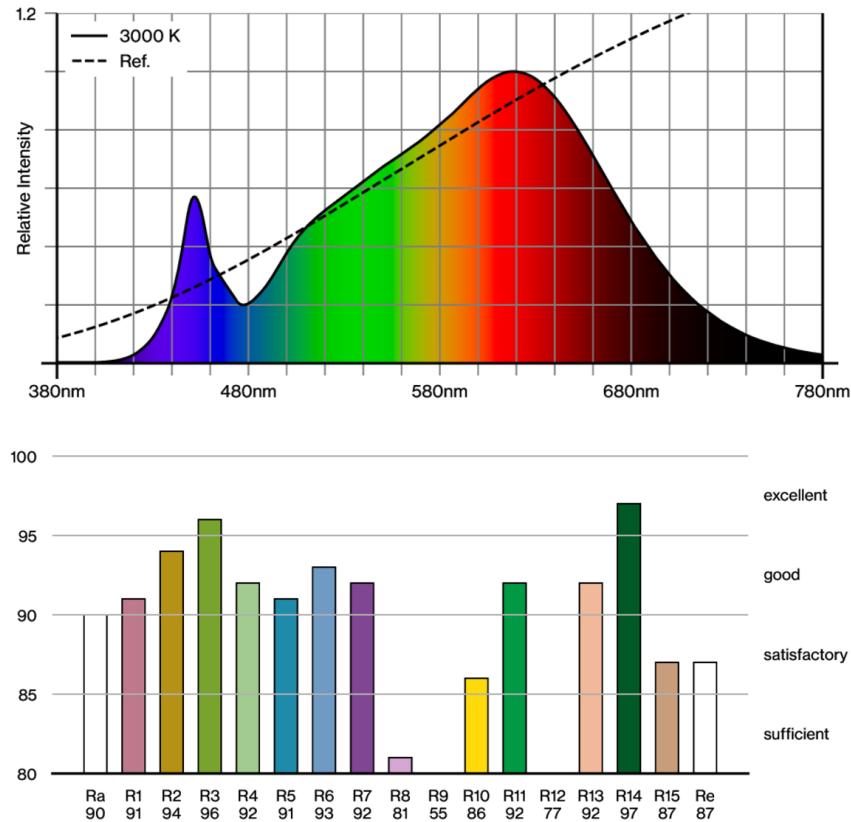 1.2
3000 K
Ref.
Relative Intensity
380nm 480nm 580nm 680nm 780nm
100
excellent
95
good
90
satisfactory
85
sufficient
80
Ra R1 R2 R3 R4 R5 R6 R7 R8 R9 R10 R11 R12 R13 R14 R15 Re
90 91 94 96 92 91 93 92 81 55 86 92 77 92 97 87 87